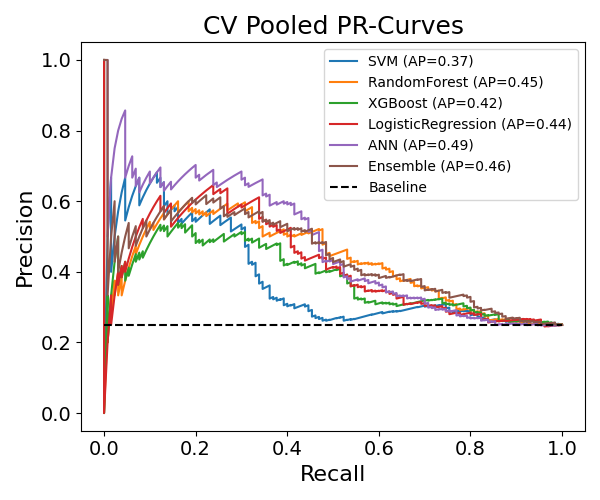 CV Pooled PR-Curves
Precision
1.0
0.8
0.6
0.4
0.2
0.0
SVM (AP=0.37)
RandomForest (AP=0.45)
XGBoost (AP=0.42)
LogisticRegression (AP=0.44)
ANN (AP=0.49)
Ensemble (AP=0.46)
Baseline
0.0 0.2 0.4 0.6 0.8 1.0
Recall